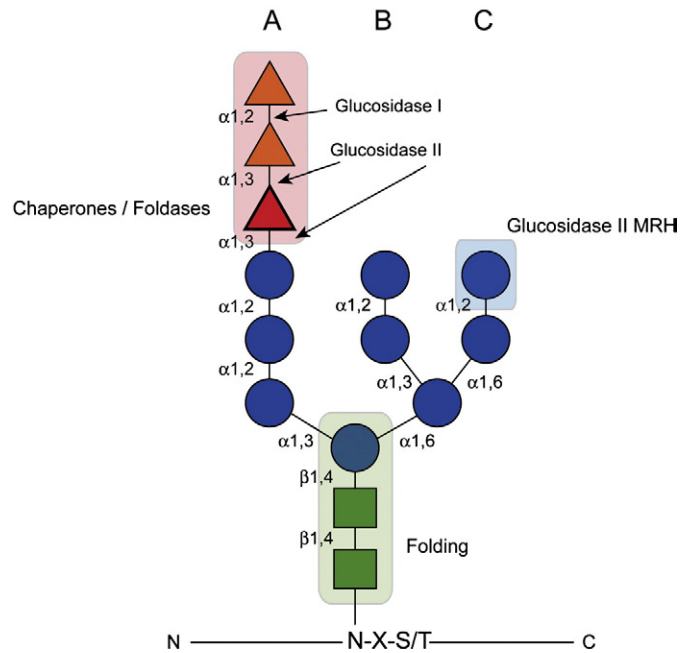 A B C
α1,2
Glucosidase I
Glucosidase II
α1,3
Chaperones / Foldases
α1,3
Glucosidase II MRH
α1,2 α1,2 α1,2
α1,2
α1,3 α1,6
α1,3 α1,6
β1,4
β1,4
Folding
N N-X-S/T C